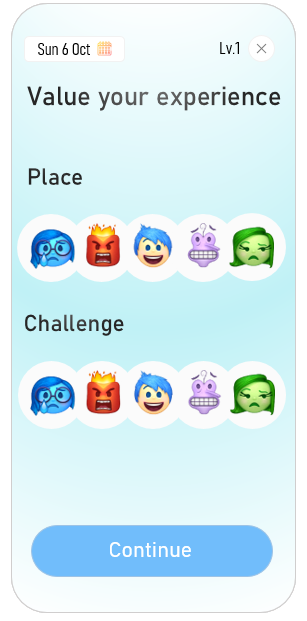 Sun 6 Oct
Lv.1
Value your experience
Place
Challenge
Continue